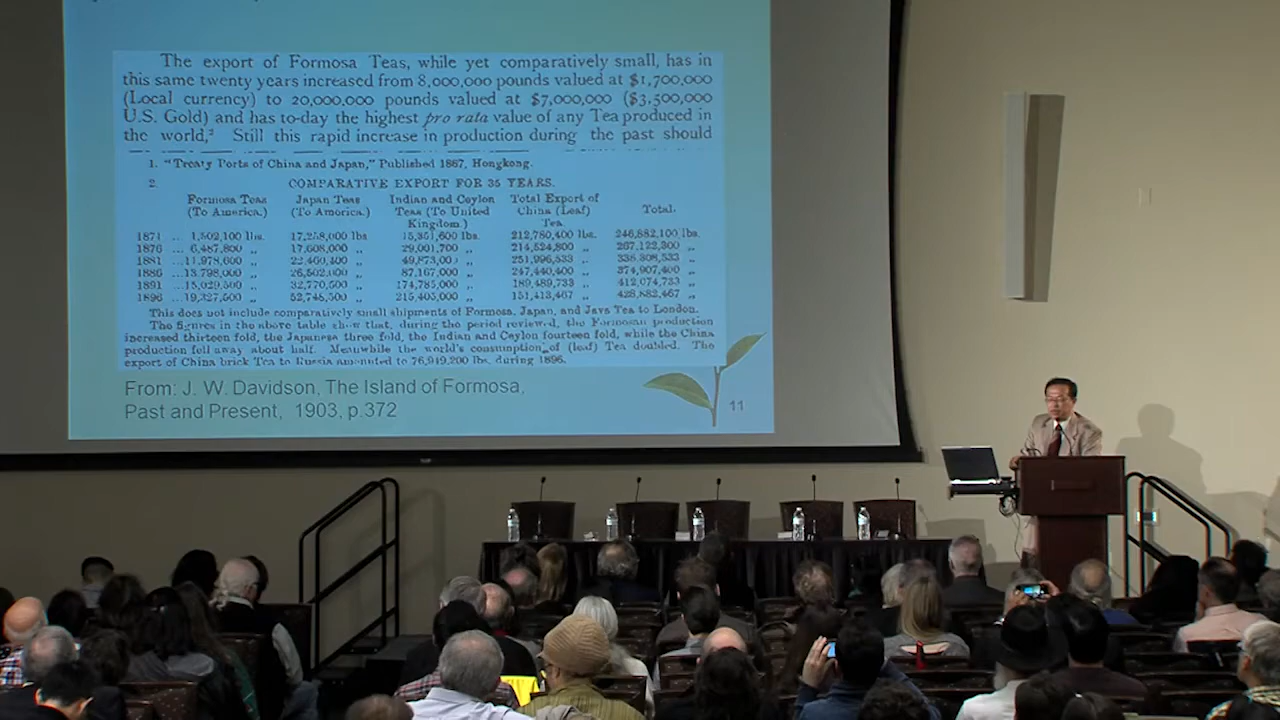 The export of Formosa Teas, while yet comparatively small, has in
this same twenty years increased from 8,000,000 pounds valued at $1,700,000
(Local currency) to 20,000,000 pounds valued at $7,000,000 ($3,500,000
U.S. Gold) and has to-day the highest pro rata value of any Tea produced in
the world,² Still this rapid increase in production during the past should
1. "Treaty Ports of China and Japan," Published 1867, Hongkong.
2. COMPARATIVE EXPORT FOR 35 YEARS.
Formosa Teas Japan Teas Indian and Ceylon Total Export of
(To America.) (To America.) Teas (To United China (Leaf) Total.
Kingdom.) Tea.
1871 ... 1,502,100 lbs. 17,258,000 lbs 15,351,600 lbs. 212,780,400 lbs. 246,882,100 lbs.
1876 ... 6,487,800 „ 17,608,000 „ 29,001,700 „ 214,524,800 „ 267,122,300 „
1881 ... 11,978,600 „ 22,460,400 „ 251,996,533 „
1886 ... 13,798,000 „ 26,502,000 „ 87,167,000 „ 247,440,400 „ 374,907,400 „
1891 ... 15,029,500 „ 32,770,500 „ 174,785,000 „ 189,489,733 „ 412,074,733 „
1896 ... 19,327,500 „ 52,748,500 „ 215,405,000 „ 151,413,467 „
This does not include comparatively small shipments of Formosa, Japan, and Java Tea to London.
The figures in the above table show that, during the period reviewed, the Formosan production
increased thirteen fold, the Japanese three fold, the Indian and Ceylon fourteen fold, while the China
production fell away about half. Meanwhile the world's consumption of (leaf) Tea doubled. The
export of China brick Tea to Russia amounted to 76,919,200 lbs. during 1896.
From: J. W. Davidson, The Island of Formosa,
Past and Present, 1903, p.372
11